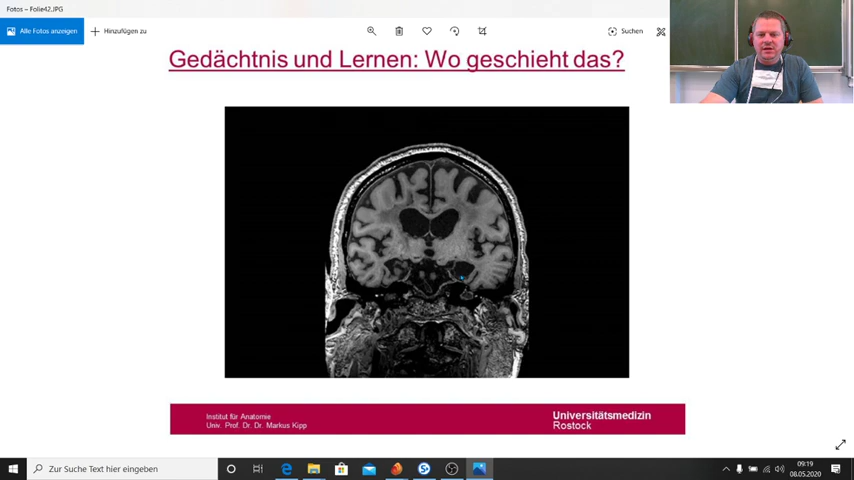 Fotos – Folie42.JPG
Alle Fotos anzeigen
Hinzufügen zu
Suchen
Gedächtnis und Lernen: Wo geschieht das?
Institut für Anatomie
Univ. Prof. Dr. Dr. Markus Kipp
Universitätsmedizin
Rostock
Zur Suche Text hier eingeben
09:19
08.05.2020